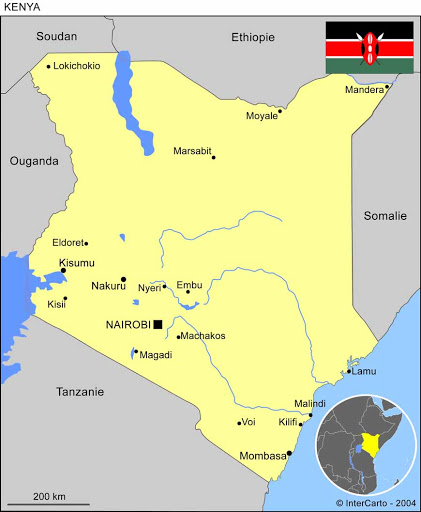 KENYA
Soudan
Ethiopie
Lokichokio
Mandera
Moyale
Marsabit
Ouganda
Somalie
Eldoret
Kisumu
Nakuru
Nyeri
Embu
Kisii
NAIROBI
Machakos
Magadi
Lamu
Tanzanie
Malindi
Voi
Kilifi
Mombasa
200 km
© InterCarto - 2004